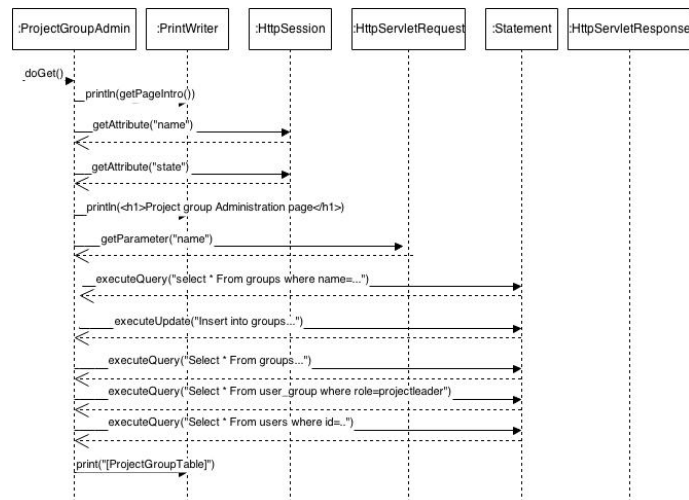 :ProjectGroupAdmin
:PrintWriter
:HttpSession
:HttpServletRequest
:Statement
:HttpServletResponse
doGet()
println(getPageIntro())
getAttribute("name")
getAttribute("state")
println(<h1>Project group Administration page</h1>)
getParameter("name")
executeQuery("select * From groups where name=...")
executeUpdate("Insert into groups...")
executeQuery("Select * From groups...")
executeQuery("Select * From user_group where role=projectleader")
executeQuery("Select * From users where id=..")
print("[ProjectGroupTable]")